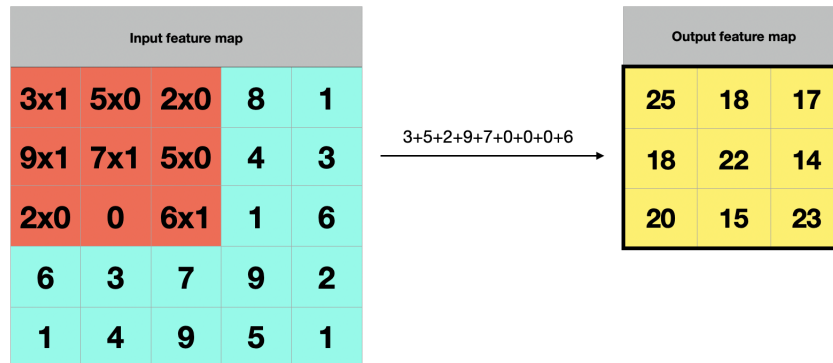 Input feature map
Output feature map
3x1 5x0 2x0 8 1
25 18 17
3+5+2+9+7+0+0+0+6
9x1 7x1 5x0 4 3
18 22 14
2x0 0 6x1 1 6
20 15 23
6 3 7 9 2
1 4 9 5 1